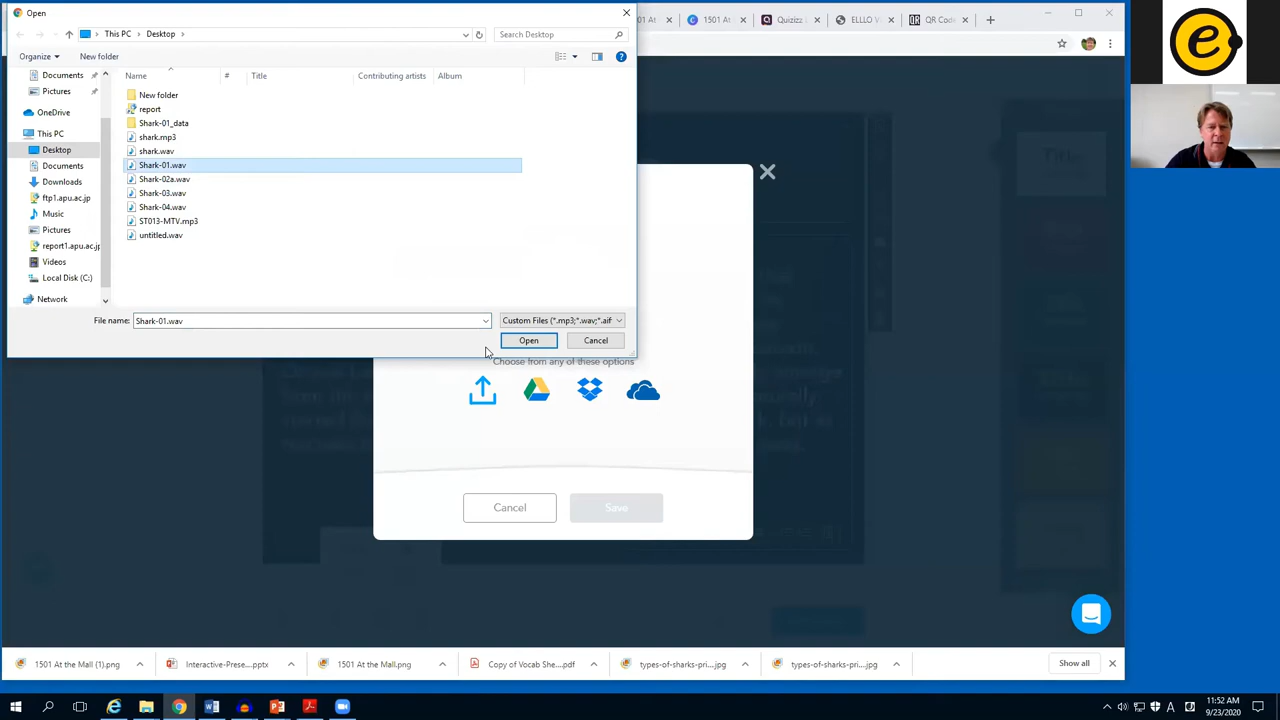 Open
01 At
1501 At
Quizizz
ELLLO V
QR Code
This PC
Desktop
Search Desktop
Organize
New folder
Name
#
Title
Contributing artists
Album
Documents
Pictures
OneDrive
This PC
Desktop
Documents
Downloads
ftp1.apu.ac.jp
Music
Pictures
report1.apu.ac.jp
Videos
Local Disk (C:)
Network
New folder
report
Shark-01_data
shark.mp3
shark.wav
Shark-01.wav
Shark-02a.wav
Shark-03.wav
Shark-04.wav
ST013-MTV.mp3
untitled.wav
File name:
Shark-01.wav
Custom Files (*.mp3;*.wav;*.aif
Open
Cancel
Choose from any of these options
Cancel
Save
Title
1501 At the Mall (1).png
Interactive-Prese....pptx
1501 At the Mall.png
Copy of Vocab She....pdf
types-of-sharks-pri....jpg
types-of-sharks-pri....jpg
Show all
A
11:52 AM
9/23/2020